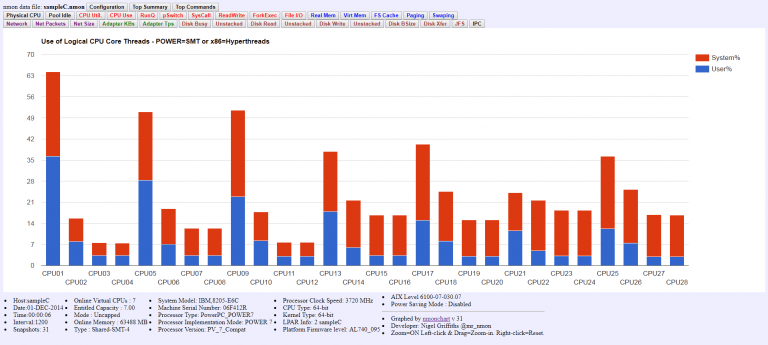 nmon data file: sampleC.nmon Configuration Top Summary Top Commands
Physical CPU Pool Idle CPU Util. CPU Use RunQ pSwitch SysCall ReadWrite ForkExec File I/O Real Mem Virt Mem FS Cache Paging Swaping
Network Net Packets Net Size Adapter KBs Adapter Tps Disk Busy Unstacked Disk Read Unstacked Disk Write Unstacked Disk BSize Disk Xfer JFS IPC
Use of Logical CPU Core Threads - POWER=SMT or x86=Hyperthreads
System%
User%
70
63
56
49
42
35
28
21
14
7
0
CPU01 CPU03 CPU05 CPU07 CPU09 CPU11 CPU13 CPU15 CPU17 CPU19 CPU21 CPU23 CPU25 CPU27
CPU02 CPU04 CPU06 CPU08 CPU10 CPU12 CPU14 CPU16 CPU18 CPU20 CPU22 CPU24 CPU26 CPU28
Host:sampleC
Date:01-DEC-2014
Time:00:00:06
Interval:1200
Snapshots: 31
Online Virtual CPUs : 7
Entitled Capacity : 7.00
Mode : Uncapped
Online Memory : 63488 MB
Type : Shared-SMT-4
System Model: IBM,8205-E6C
Machine Serial Number: 06F412R
Processor Type: PowerPC_POWER7
Processor Implementation Mode: POWER 7
Processor Version: PV_7_Compat
Processor Clock Speed: 3720 MHz
CPU Type: 64-bit
Kernel Type: 64-bit
LPAR Info: 2 sampleC
Platform Firmware level: AL740_095
AIX Level 6100-07-030.07
Power Saving Mode : Disabled
Graphed by nmonchart v 31
Developer: Nigel Griffiths @mr_nmon
Zoom=ON Left-click & Drag=Zoom-in. Right-click=Reset.